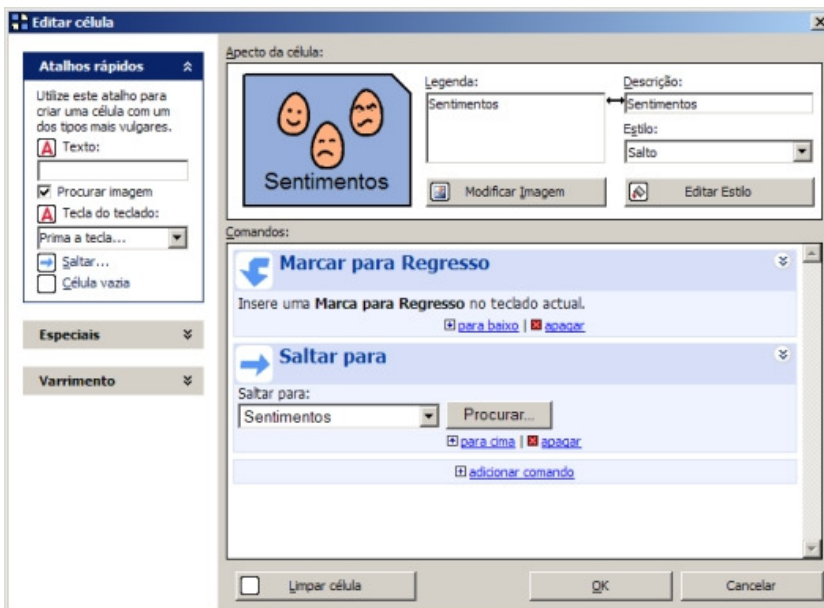 Editar célula
Atalhos rápidos
Utilize este atalho para
criar uma célula com um
dos tipos mais vulgares.
A Texto:
Procurar imagem
A Tecla do teclado:
Prima a tecla...
Saltar...
Célula vazia
Especiais
Varrimento
Apecto da célula:
Sentimentos
Legenda:
Sentimentos
Descrição:
Sentimentos
Estilo:
Salto
Modificar Imagem
Editar Estilo
Comandos:
Marcar para Regresso
Insere uma Marca para Regresso no teclado actual.
para baixo | apagar
Saltar para
Saltar para:
Sentimentos
Procurar...
para cima | apagar
adicionar comando
Limpar célula
OK
Cancelar